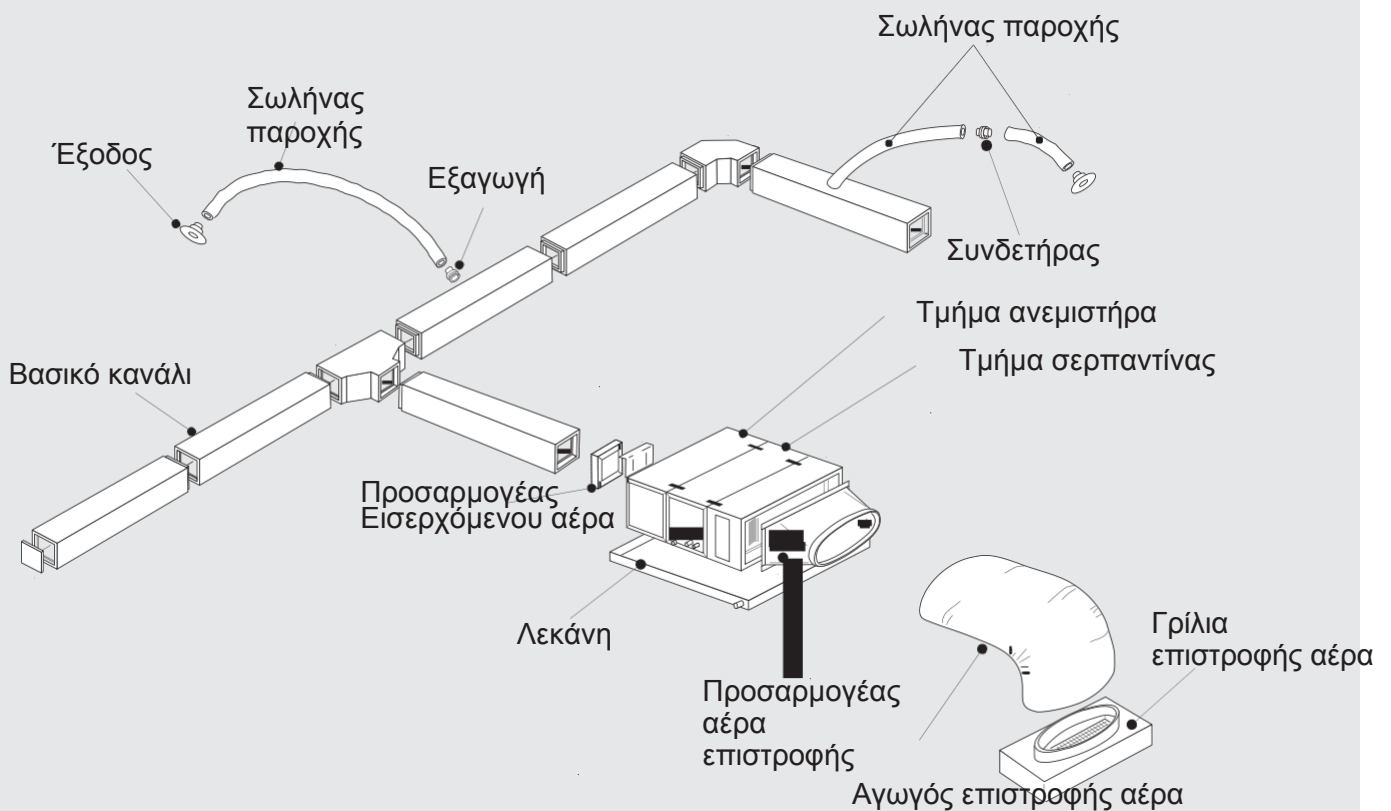 Σωλήνας παροχής
Σωλήνας
παροχής
Έξοδος
Εξαγωγή
Συνδετήρας
Τμήμα ανεμιστήρα
Τμήμα σερπαντίνας
Βασικό κανάλι
Προσαρμογέας
Εισερχόμενου αέρα
Λεκάνη
Γρίλια
επιστροφής αέρα
Προσαρμογέας
αέρα
επιστροφής
Αγωγός επιστροφής αέρα